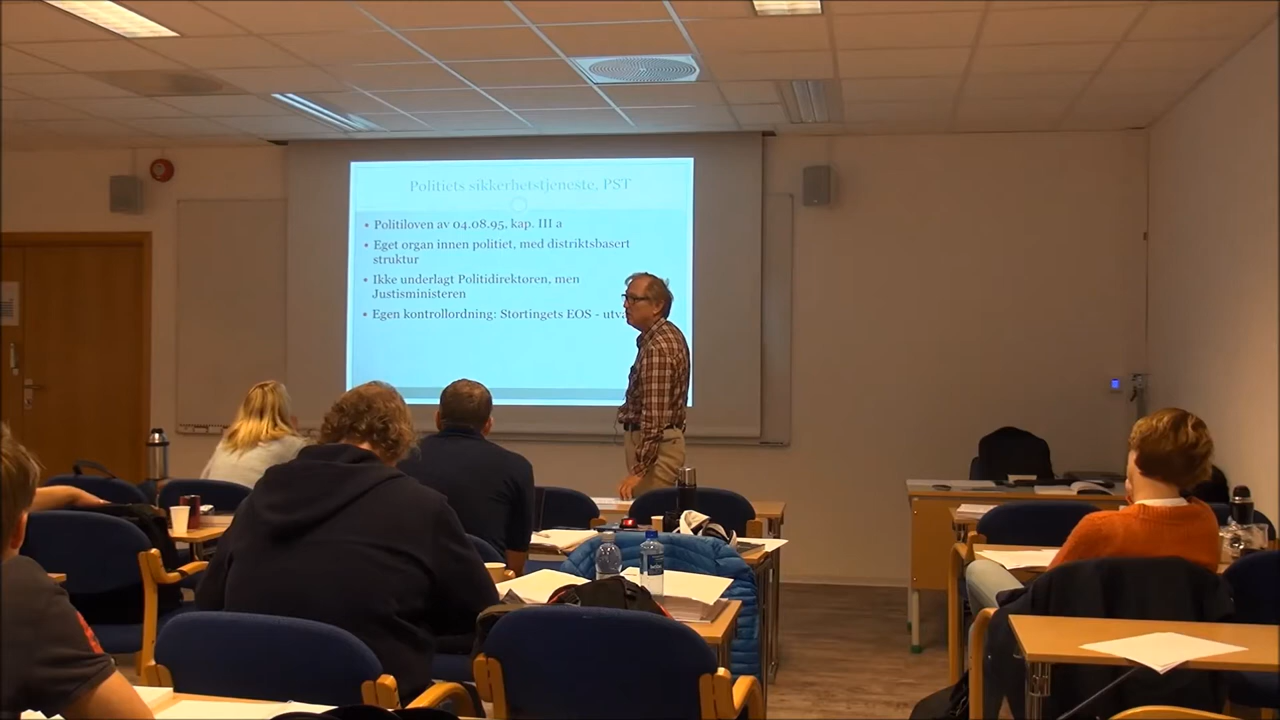 Politiets sikkerhetstjeneste, PST
• Politiloven av 04.08.95, kap. III a
• Eget organ innen politiet, med distriktsbasert
struktur
• Ikke underlagt Politidirektøren, men
Justisministeren
• Egen kontrollordning: Stortingets EOS - utv